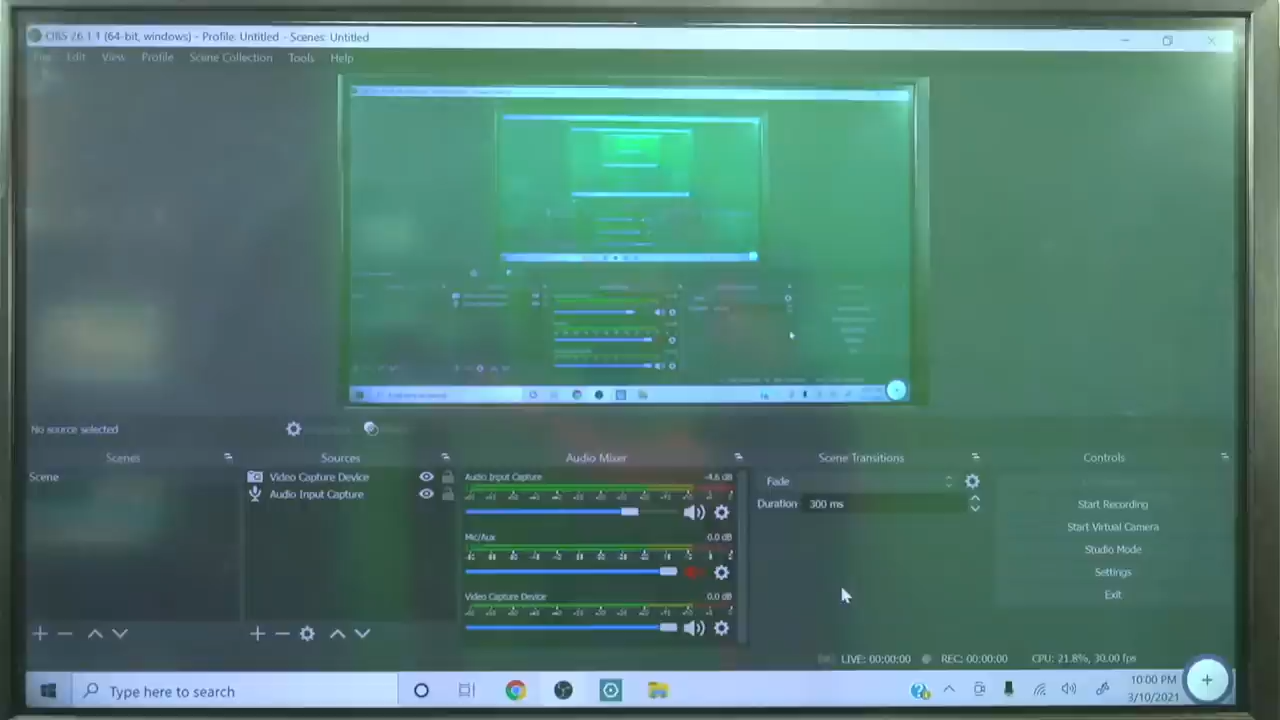 OBS 26.1.1 (64-bit, windows) - Profile: Untitled - Scenes: Untitled
File Edit View Profile Scene Collection Tools Help
No source selected
Scenes Sources Audio Mixer Scene Transitions Controls
Scene
Video Capture Device
Audio Input Capture
Audio Input Capture -4.6 dB
Mic/Aux 0.0 dB
Video Capture Device 0.0 dB
Fade
Duration 300 ms
Start Recording
Start Virtual Camera
Studio Mode
Settings
Exit
LIVE: 00:00:00 REC: 00:00:00 CPU: 21.8%, 30.00 fps
Type here to search
10:00 PM
3/10/2021